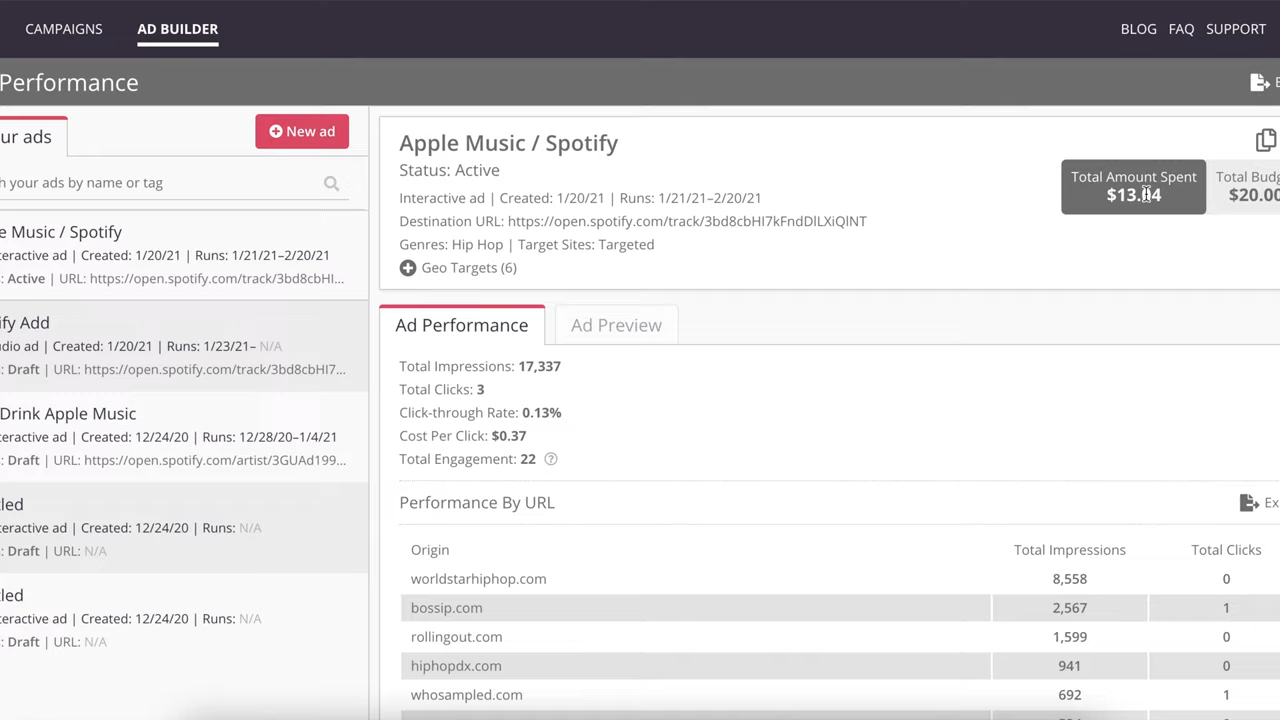 CAMPAIGNS AD BUILDER BLOG FAQ SUPPORT
Performance
ur ads
New ad
h your ads by name or tag
e Music / Spotify
teractive ad | Created: 1/20/21 | Runs: 1/21/21–2/20/21
: Active | URL: https://open.spotify.com/track/3bd8cbHI...
ify Add
dio ad | Created: 1/20/21 | Runs: 1/23/21– N/A
: Draft | URL: https://open.spotify.com/track/3bd8cbHI7...
Drink Apple Music
teractive ad | Created: 12/24/20 | Runs: 12/28/20–1/4/21
: Draft | URL: https://open.spotify.com/artist/3GUAd199...
led
teractive ad | Created: 12/24/20 | Runs: N/A
: Draft | URL: N/A
led
teractive ad | Created: 12/24/20 | Runs: N/A
: Draft | URL: N/A
Apple Music / Spotify
Status: Active
Interactive ad | Created: 1/20/21 | Runs: 1/21/21–2/20/21
Destination URL: https://open.spotify.com/track/3bd8cbHI7kFndDILXiQlNT
Genres: Hip Hop | Target Sites: Targeted
Geo Targets (6)
Total Amount Spent
Total Budg
$20.00
Ad Performance Ad Preview
Total Impressions: 17,337
Total Clicks: 3
Click-through Rate: 0.13%
Cost Per Click: $0.37
Total Engagement: 22
Performance By URL Ex
Origin Total Impressions Total Clicks
worldstarhiphop.com 8,558 0
bossip.com 2,567 1
rollingout.com 1,599 0
hiphopdx.com 941 0
whosampled.com 692 1